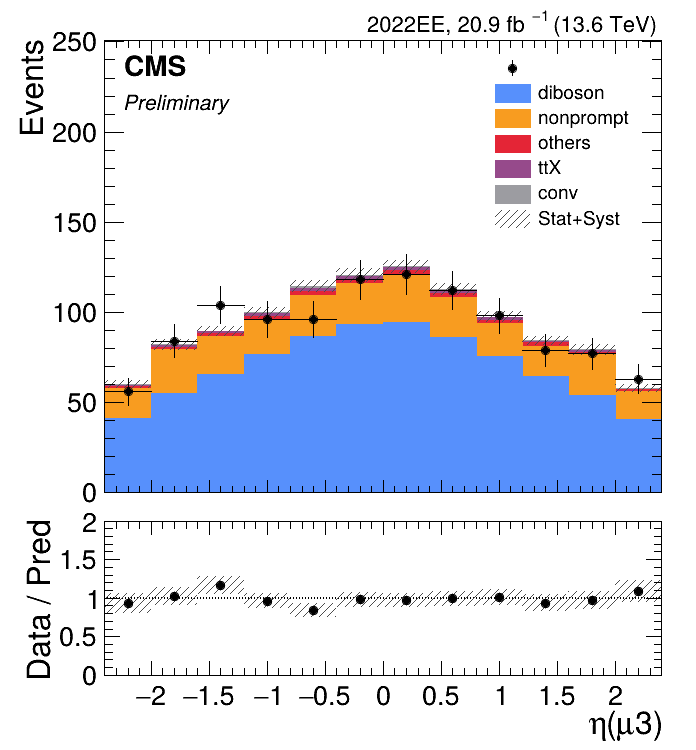 2022EE, 20.9 fb⁻¹ (13.6 TeV)
Events
250
200
150
100
50
0
CMS
Preliminary
diboson
nonprompt
others
ttX
conv
Stat+Syst
Data / Pred
2
1.5
1
0.5
0
−2 −1.5 −1 −0.5 0 0.5 1 1.5 2
η(μ3)